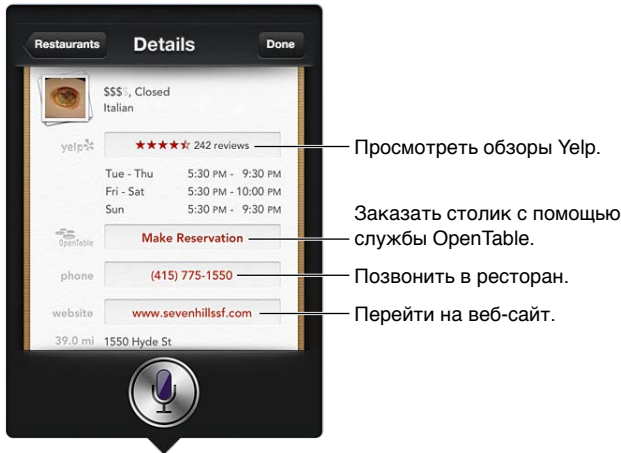 Restaurants Details Done
$$$$, Closed
Italian
yelp 242 reviews
Просмотреть обзоры Yelp.
Tue - Thu 5:30 PM - 9:30 PM
Fri - Sat 5:30 PM - 10:00 PM
Sun 5:30 PM - 9:30 PM
OpenTable Make Reservation
Заказать столик с помощью
службы OpenTable.
phone (415) 775-1550
Позвонить в ресторан.
website www.sevenhillssf.com
Перейти на веб-сайт.
39.0 mi 1550 Hyde St